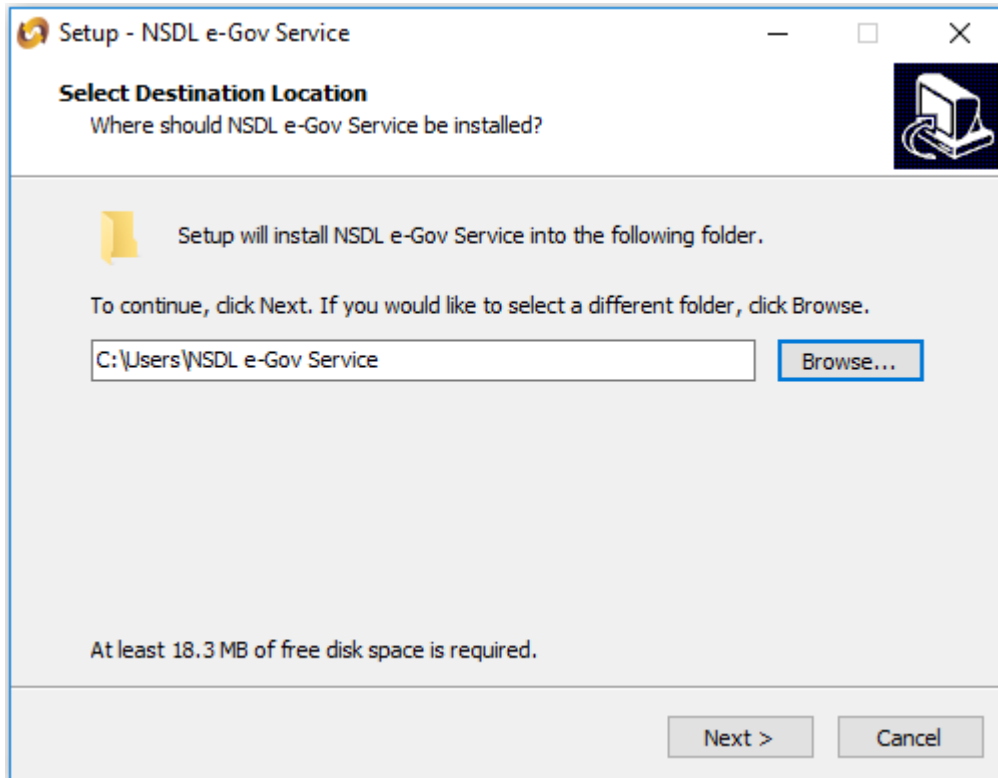 Setup - NSDL e-Gov Service
Select Destination Location
Where should NSDL e-Gov Service be installed?
Setup will install NSDL e-Gov Service into the following folder.
To continue, click Next. If you would like to select a different folder, click Browse.
C:\Users\NSDL e-Gov Service
Browse...
At least 18.3 MB of free disk space is required.
Next >
Cancel